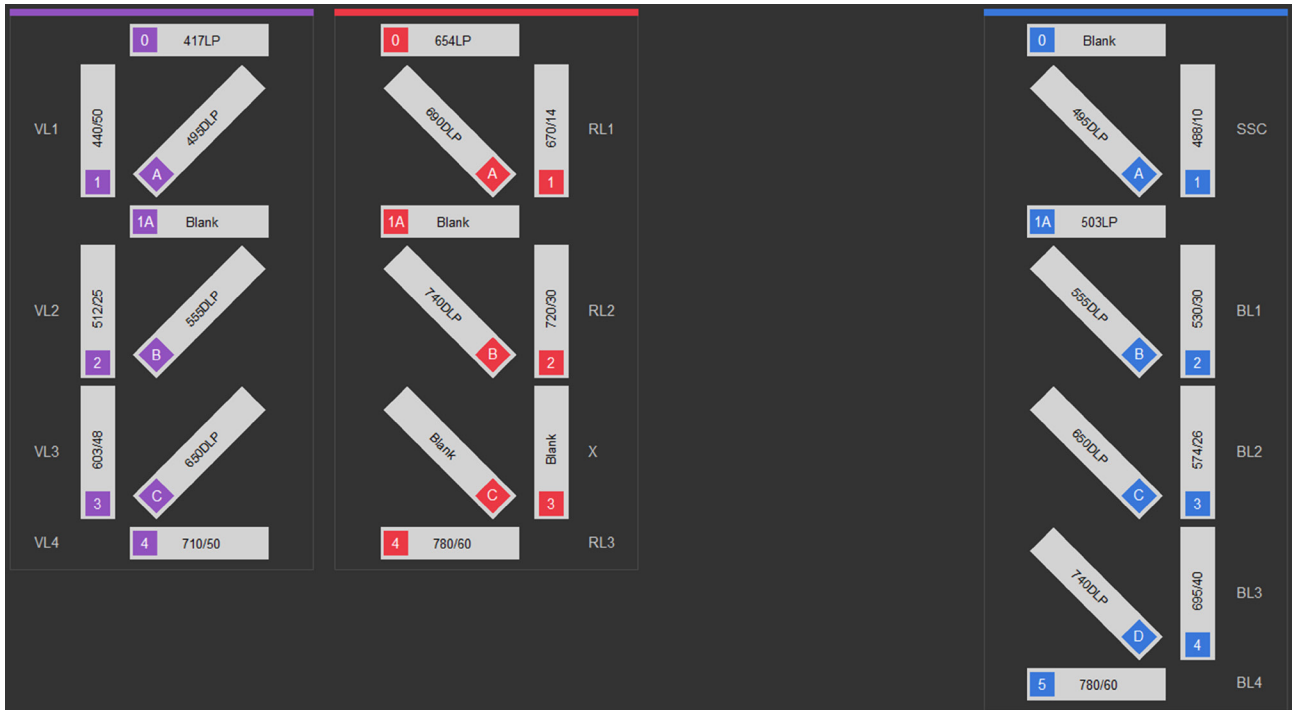 0 417LP
VL1 440/50 495DLP
1 A
1A Blank
VL2 512/25 555DLP
2 B
VL3 603/48 650DLP
3 C
VL4 4 710/50
0 654LP
690DLP 670/14 RL1
A 1
1A Blank
740DLP 720/30 RL2
B 2
Blank Blank X
C 3
4 780/60 RL3
0 Blank
495DLP 488/10 SSC
A 1
1A 503LP
555DLP 530/30 BL1
B 2
650DLP 574/26 BL2
C 3
740DLP 695/40 BL3
D 4
5 780/60 BL4